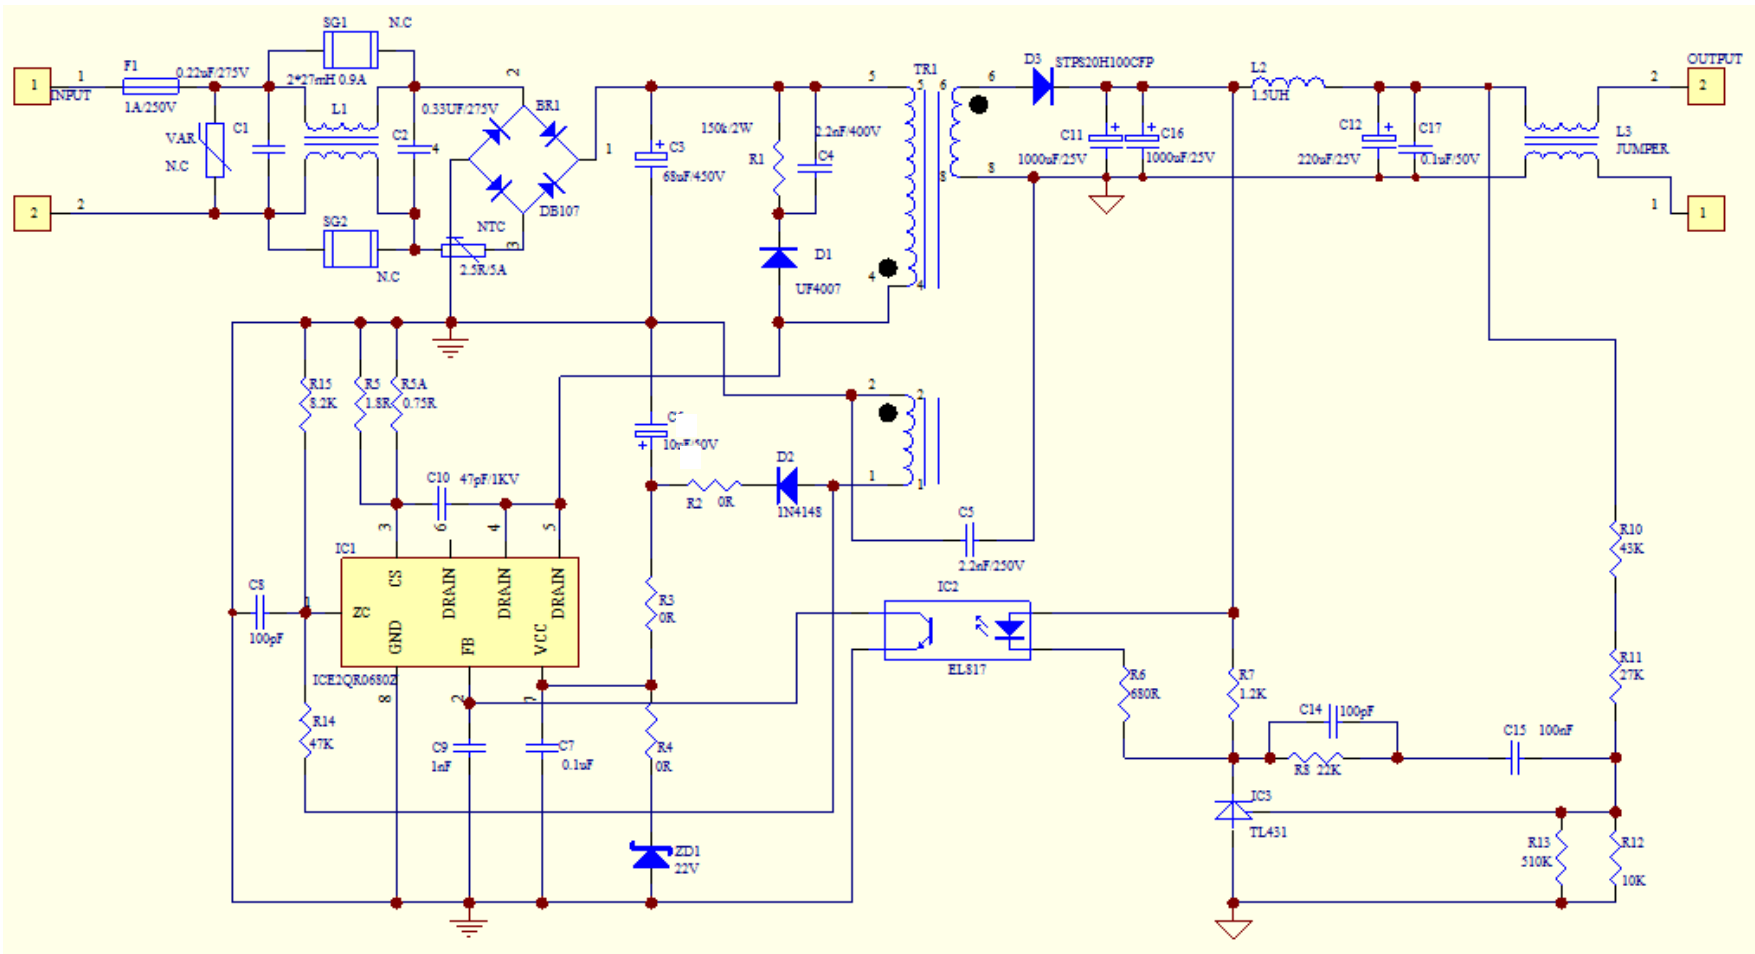 SG1 N.C
F1 0.22uF/275V
1 1 INPUT
1A/250V
2*27mH 0.9A
L1
VAR
N.C
C1
C2
0.33UF/275V
4
2 2
SG2
N.C
NTC
2.5R/5A
2
BR1
1
DB107
3
C3
68uF/450V
150k/2W
R1
2.2nF/400V
C4
D1
UF4007
TR1
5 5
4 4
6 6
8 8
D3 STPS20H100CFP
C11
1000uF/25V
C16
1000uF/25V
L2
1.5UH
C12
220uF/25V
C17
0.1uF/50V
L3
JUMPER
OUTPUT
2 2
1 1
R15
8.2K
R5
1.8R
R5A
0.75R
C10 47pF/1KV
3 6 4 5
IC1
CS DRAIN DRAIN DRAIN
ZC
1
GND FB VCC
ICE2QR0680Z
8 2 7
C8
100pF
R14
47K
C9
1nF
C7
0.1uF
R2 0R
D2
1N4148
2 2
1 1
C5
2.2nF/250V
R3
0R
R4
0R
ZD1
22V
IC2
EL817
R6
680R
R7
1.2K
C14 100pF
R8 22K
C15 100nF
IC3
TL431
R10
43K
R11
27K
R13
510K
R12
10K